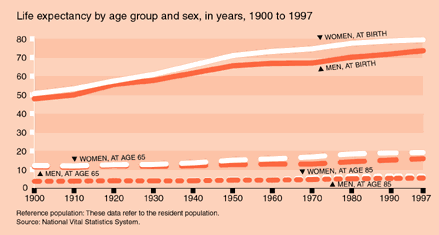 Life expectancy by age group and sex, in years, 1900 to 1997
80
▼ WOMEN, AT BIRTH
70
▲ MEN, AT BIRTH
60
50
40
30
20
▼ WOMEN, AT AGE 65
▼ WOMEN, AT AGE 85
10
▲ MEN, AT AGE 65
▲ MEN, AT AGE 85
0
1900 1910 1920 1930 1940 1950 1960 1970 1980 1990 1997
Reference population: These data refer to the resident population.
Source: National Vital Statistics System.